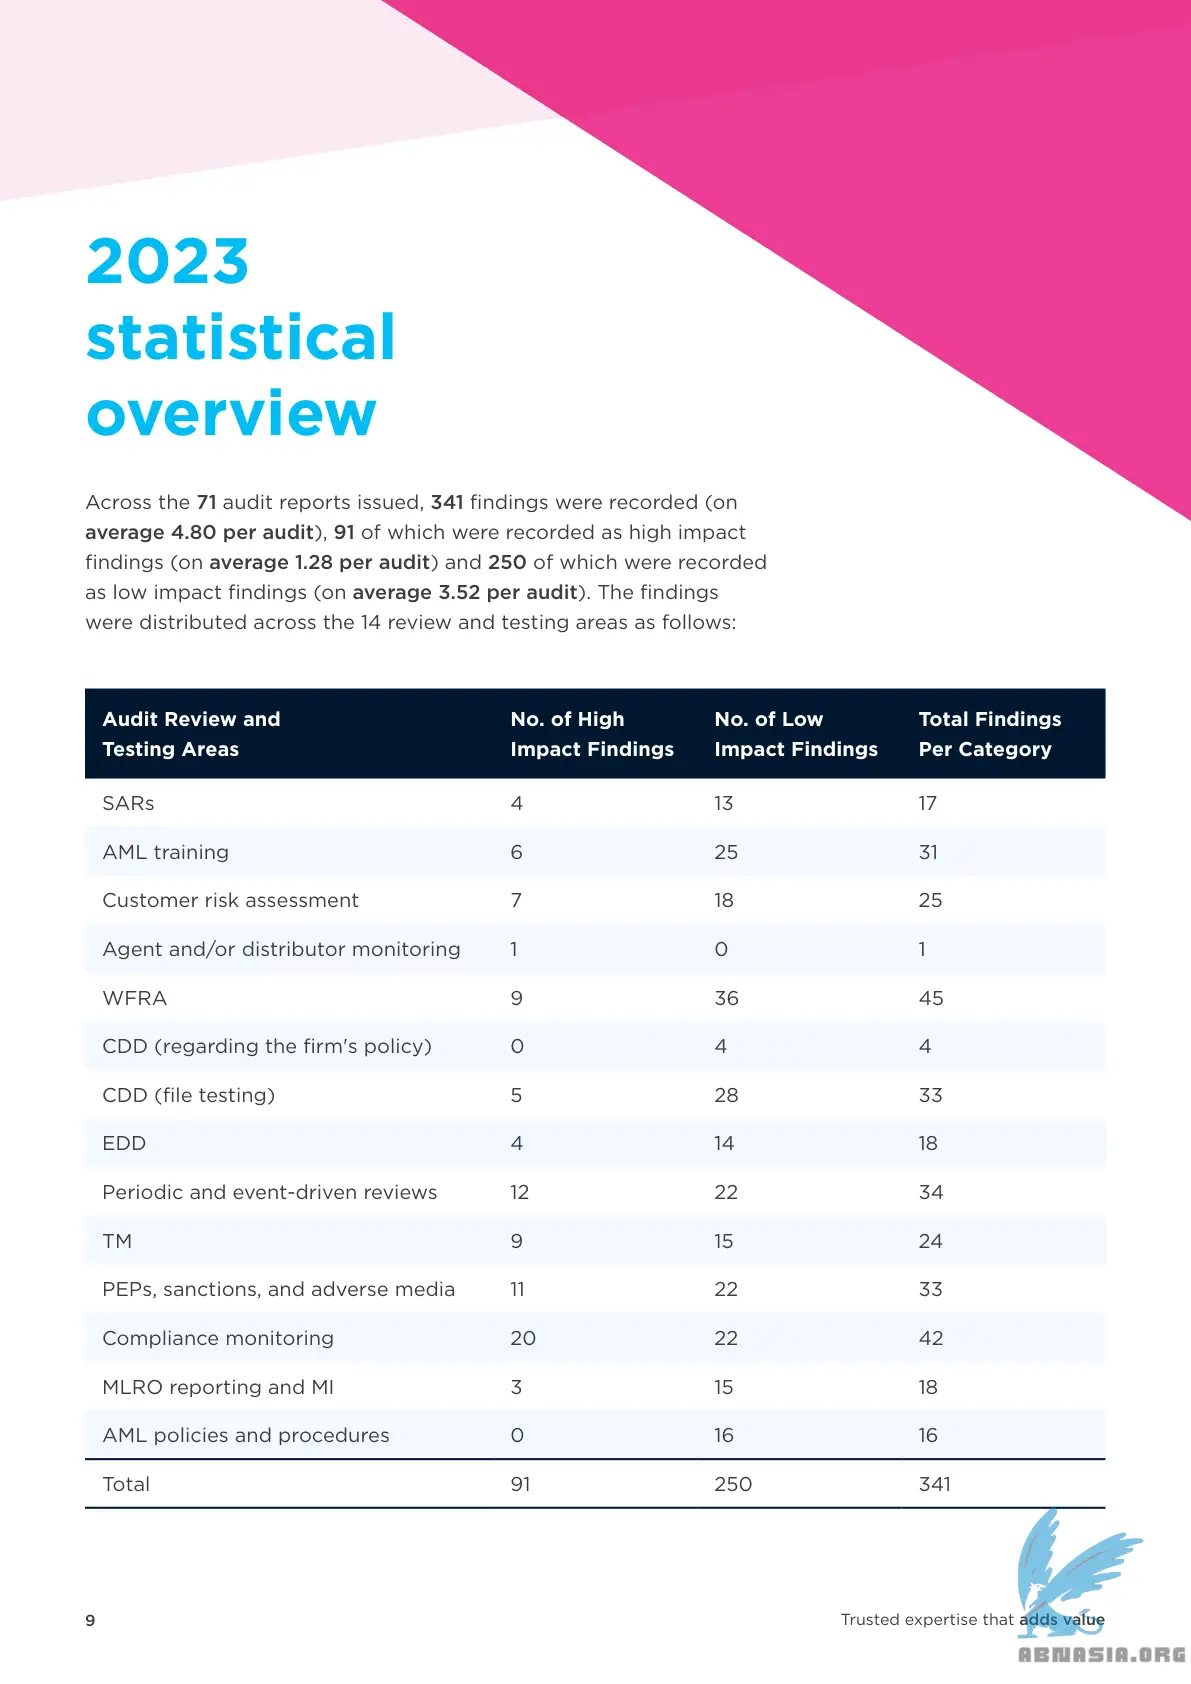 2023
statistical
overview
Across the 71 audit reports issued, 341 findings were recorded (on
average 4.80 per audit), 91 of which were recorded as high impact
findings (on average 1.28 per audit) and 250 of which were recorded
as low impact findings (on average 3.52 per audit). The findings
were distributed across the 14 review and testing areas as follows:
Audit Review and Testing Areas No. of High Impact Findings No. of Low Impact Findings Total Findings Per Category
SARs 4 13 17
AML training 6 25 31
Customer risk assessment 7 18 25
Agent and/or distributor monitoring 1 0 1
WFRA 9 36 45
CDD (regarding the firm's policy) 0 4 4
CDD (file testing) 5 28 33
EDD 4 14 18
Periodic and event-driven reviews 12 22 34
TM 9 15 24
PEPs, sanctions, and adverse media 11 22 33
Compliance monitoring 20 22 42
MLRO reporting and MI 3 15 18
AML policies and procedures 0 16 16
Total 91 250 341
9 Trusted expertise that adds value
ABNASIA.ORG